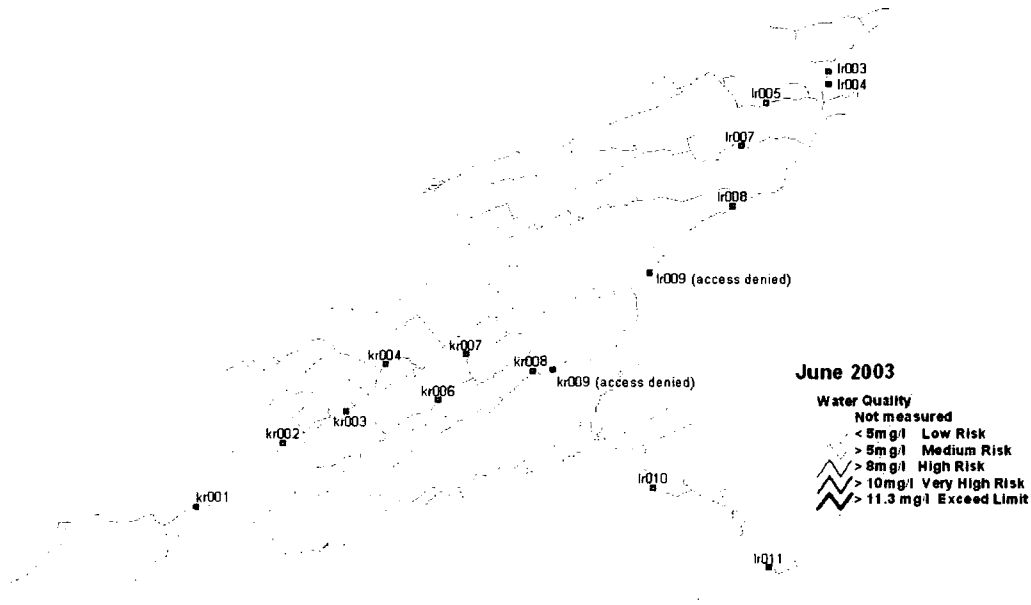 lr003
lr004
lr005
lr007
lr008
lr009 (access denied)
kr007
kr004
kr008
kr009 (access denied)
kr006
kr003
kr002
kr001
lr010
lr011
June 2003
Water Quality
Not measured
< 5mg/l Low Risk
> 5mg/l Medium Risk
> 8mg/l High Risk
> 10mg/l Very High Risk
> 11.3 mg/l Exceed Limit